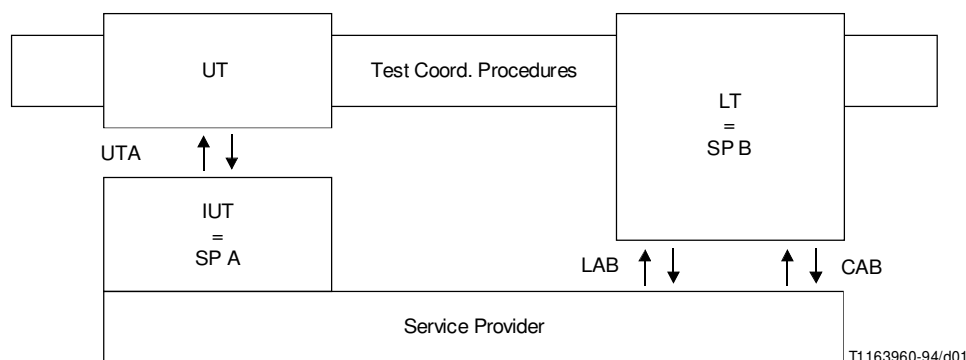 UT
Test Coord. Procedures
LT
=
SP B
UTA
IUT
=
SP A
LAB
CAB
Service Provider
T1163960-94/d01